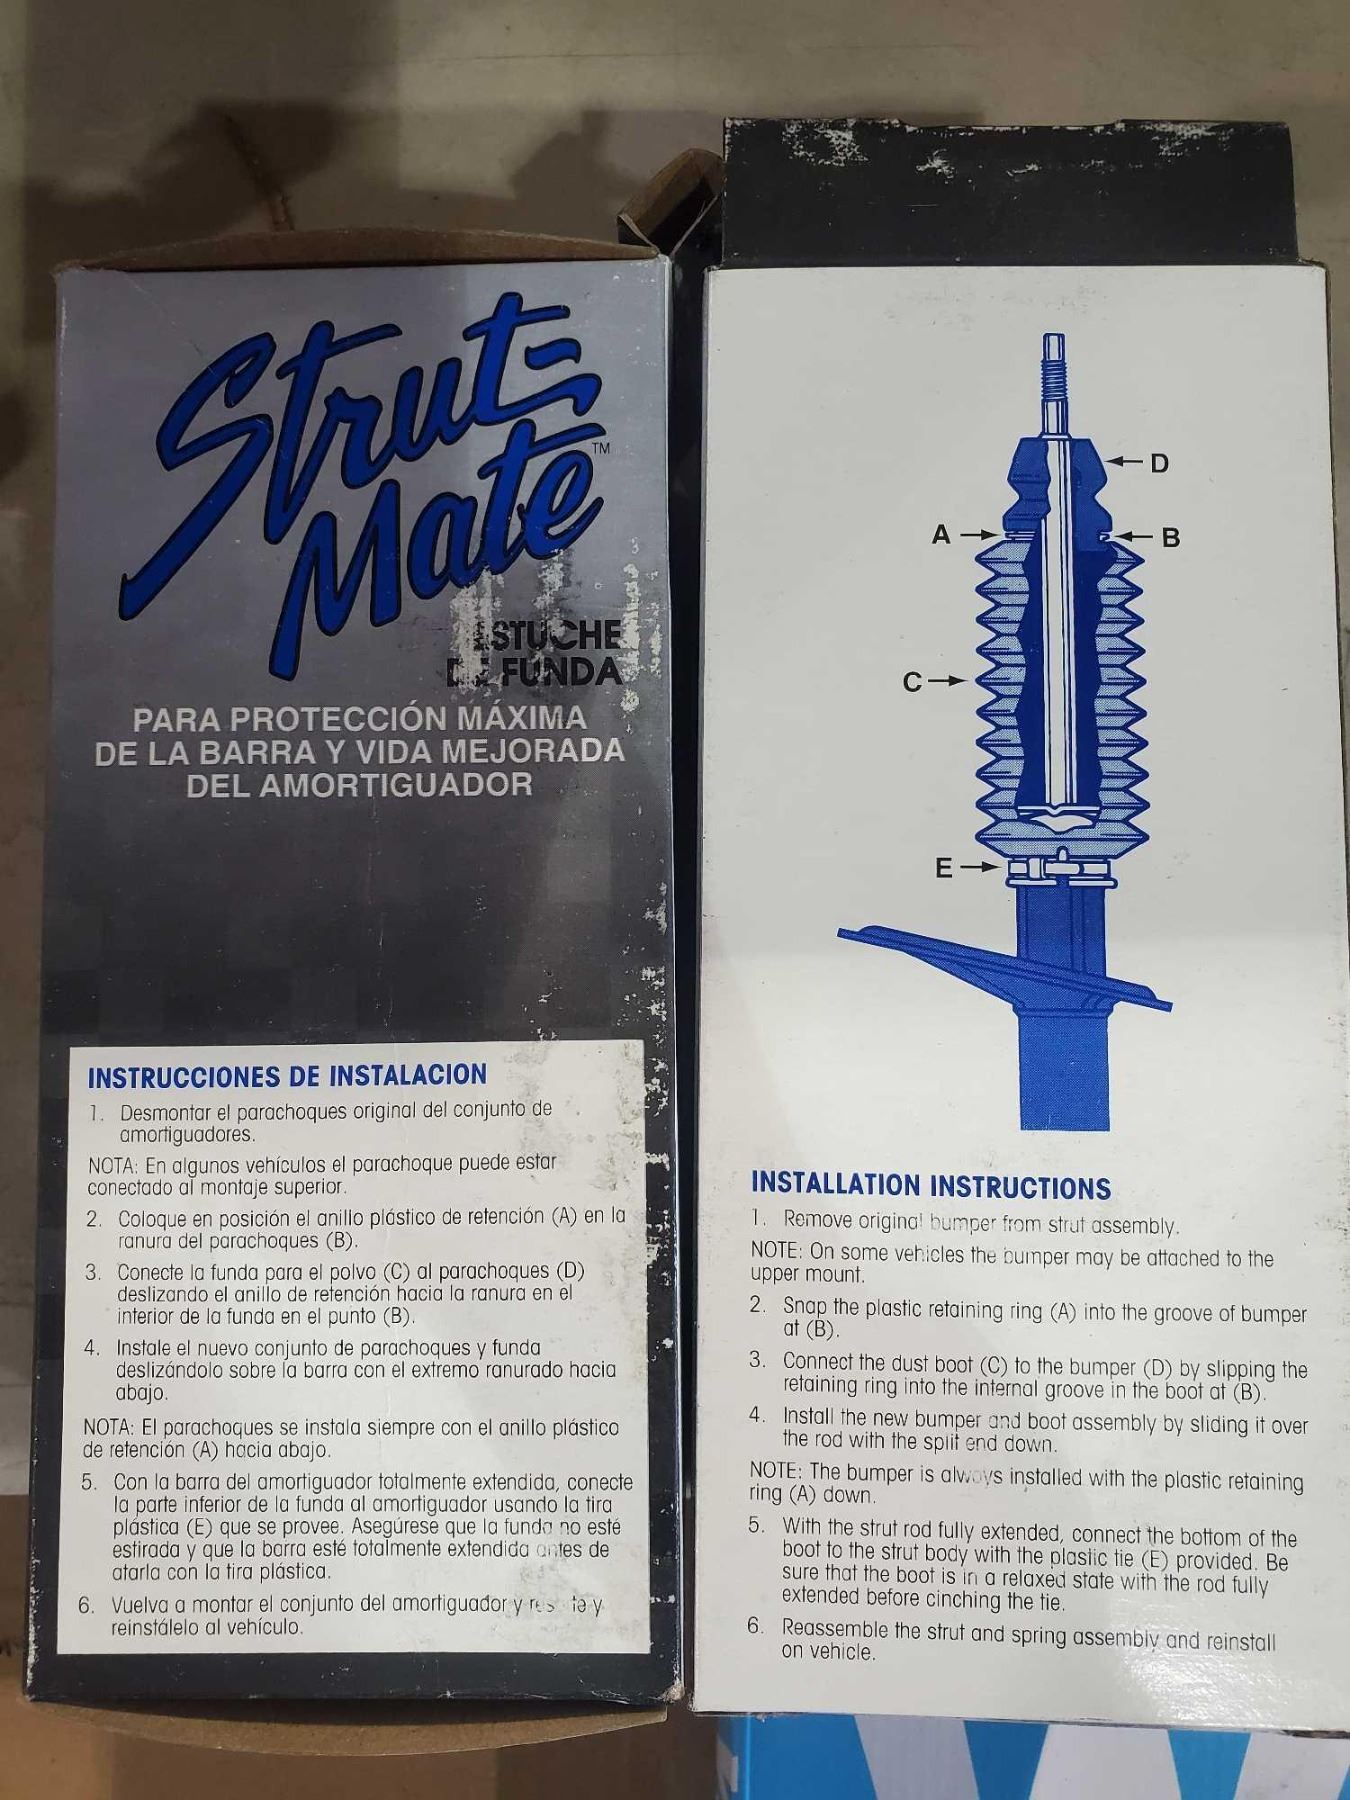 Strut-
Mate™
ESTUCHE
DE FUNDA
PARA PROTECCIÓN MÁXIMA
DE LA BARRA Y VIDA MEJORADA
DEL AMORTIGUADOR
INSTRUCCIONES DE INSTALACION
1. Desmontar el parachoques original del conjunto de
amortiguadores.
NOTA: En algunos vehículos el parachoque puede estar
conectado al montaje superior.
2. Coloque en posición el anillo plástico de retención (A) en la
ranura del parachoques (B).
3. Conecte la funda para el polvo (C) al parachoques (D)
deslizando el anillo de retención hacia la ranura en el
interior de la funda en el punto (B).
4. Instale el nuevo conjunto de parachoques y funda
deslizándolo sobre la barra con el extremo ranurado hacia
abajo.
NOTA: El parachoques se instala siempre con el anillo plástico
de retención (A) hacia abajo.
5. Con la barra del amortiguador totalmente extendida, conecte
la parte inferior de la funda al amortiguador usando la tira
plástica (E) que se provee. Asegúrese que la funda no esté
estirada y que la barra esté totalmente extendida antes de
atarla con la tira plástica.
6. Vuelva a montar el conjunto del amortiguador y y
reinstálelo al vehículo.
D
A
B
C
E
INSTALLATION INSTRUCTIONS
1. Remove original bumper from strut assembly.
NOTE: On some vehicles the bumper may be attached to the
upper mount.
2. Snap the plastic retaining ring (A) into the groove of bumper
at (B).
3. Connect the dust boot (C) to the bumper (D) by slipping the
retaining ring into the internal groove in the boot at (B).
4. Install the new bumper and boot assembly by sliding it over
the rod with the split end down.
NOTE: The bumper is always installed with the plastic retaining
ring (A) down.
5. With the strut rod fully extended, connect the bottom of the
boot to the strut body with the plastic tie (E) provided. Be
sure that the boot is in a relaxed state with the rod fully
extended before cinching the tie.
6. Reassemble the strut and spring assembly and reinstall
on vehicle.